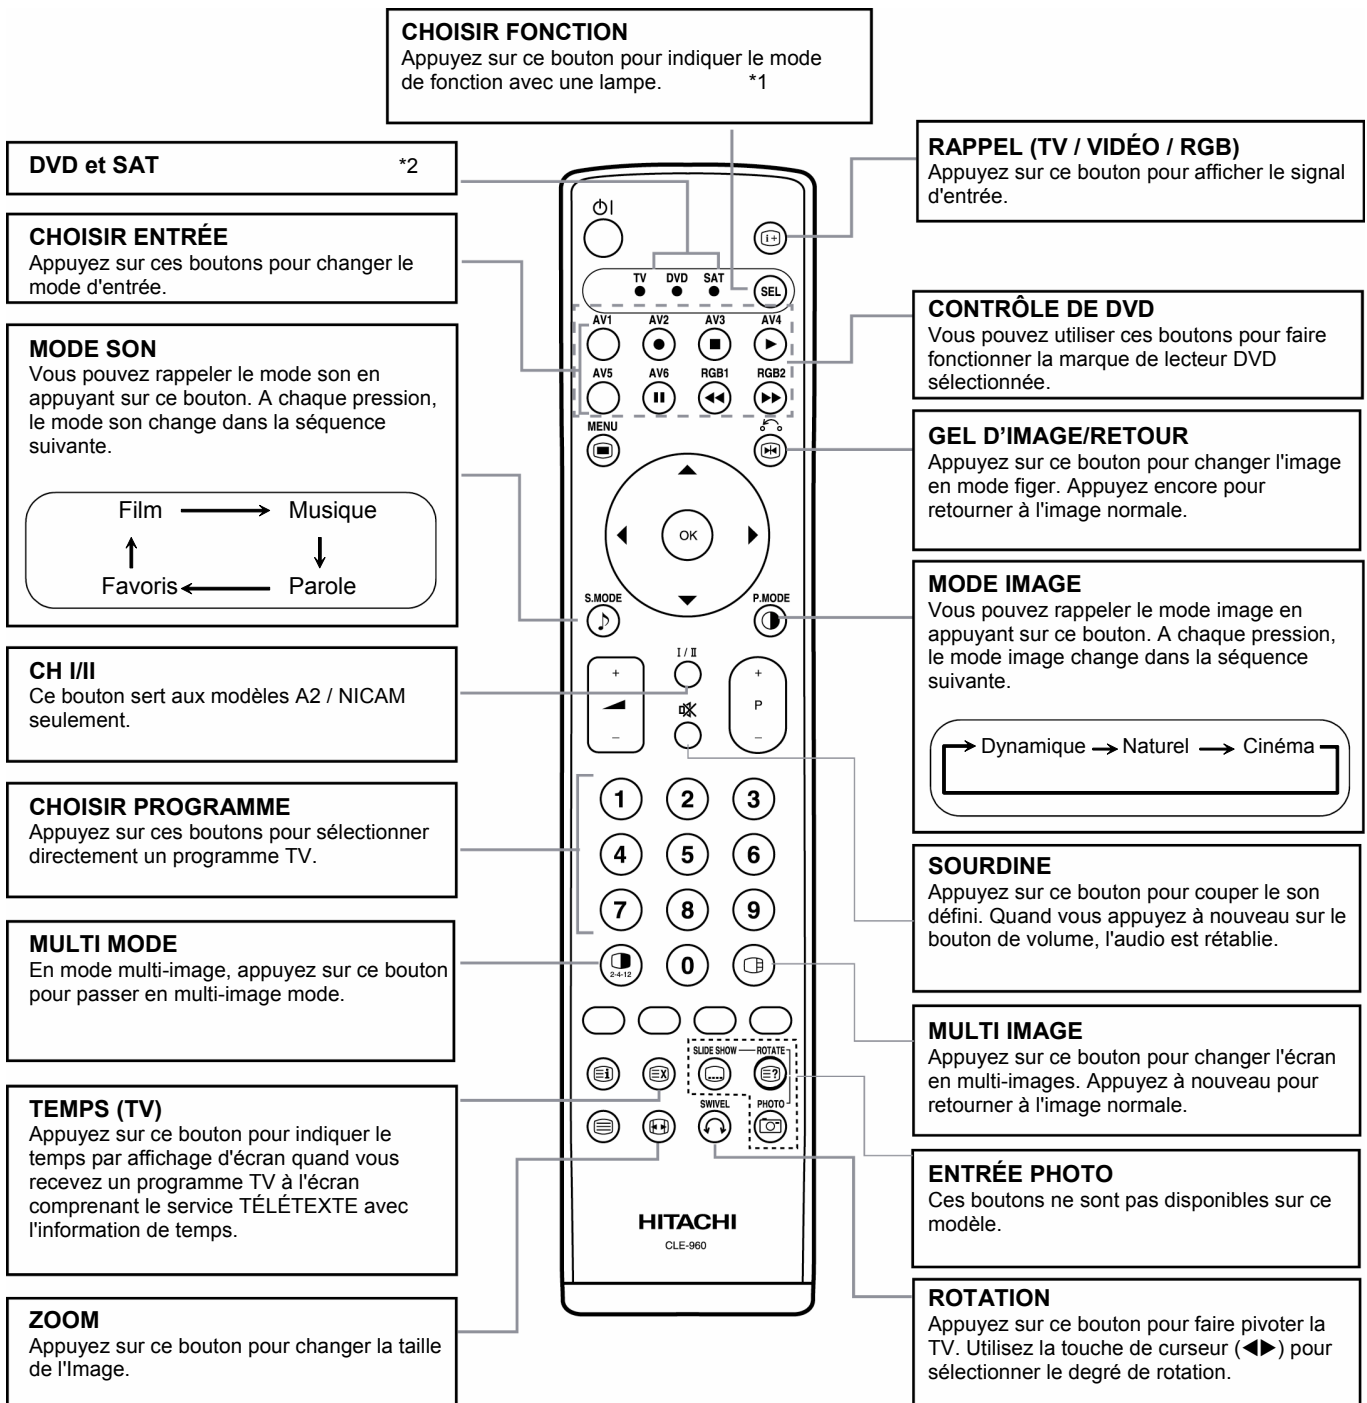 CHOISIR FONCTION
Appuyez sur ce bouton pour indiquer le mode
de fonction avec une lampe. *1
DVD et SAT *2
CHOISIR ENTRÉE
Appuyez sur ces boutons pour changer le
mode d'entrée.
MODE SON
Vous pouvez rappeler le mode son en
appuyant sur ce bouton. A chaque pression,
le mode son change dans la séquence
suivante.
Film Musique
Favoris Parole
CH I/II
Ce bouton sert aux modèles A2 / NICAM
seulement.
CHOISIR PROGRAMME
Appuyez sur ces boutons pour sélectionner
directement un programme TV.
MULTI MODE
En mode multi-image, appuyez sur ce bouton
pour passer en multi-image mode.
TEMPS (TV)
Appuyez sur ce bouton pour indiquer le
temps par affichage d'écran quand vous
recevez un programme TV à l'écran
comprenant le service TÉLÉTEXTE avec
l'information de temps.
ZOOM
Appuyez sur ce bouton pour changer la taille
de l'Image.
TV DVD SAT
SEL
AV1 AV2 AV3 AV4
AV5 AV6 RGB1 RGB2
MENU
OK
S.MODE P.MODE
I / II
+ +
P
– –
1 2 3
4 5 6
7 8 9
2-4-12 0
SLIDE SHOW ROTATE
SWIVEL PHOTO
HITACHI
CLE-960
RAPPEL (TV / VIDÉO / RGB)
Appuyez sur ce bouton pour afficher le signal
d'entrée.
CONTRÔLE DE DVD
Vous pouvez utiliser ces boutons pour faire
fonctionner la marque de lecteur DVD
sélectionnée.
GEL D’IMAGE/RETOUR
Appuyez sur ce bouton pour changer l'image
en mode figer. Appuyez encore pour
retourner à l'image normale.
MODE IMAGE
Vous pouvez rappeler le mode image en
appuyant sur ce bouton. A chaque pression,
le mode image change dans la séquence
suivante.
Dynamique Naturel Cinéma
SOURDINE
Appuyez sur ce bouton pour couper le son
défini. Quand vous appuyez à nouveau sur le
bouton de volume, l'audio est rétablie.
MULTI IMAGE
Appuyez sur ce bouton pour changer l'écran
en multi-images. Appuyez à nouveau pour
retourner à l'image normale.
ENTRÉE PHOTO
Ces boutons ne sont pas disponibles sur ce
modèle.
ROTATION
Appuyez sur ce bouton pour faire pivoter la
TV. Utilisez la touche de curseur (◀▶) pour
sélectionner le degré de rotation.